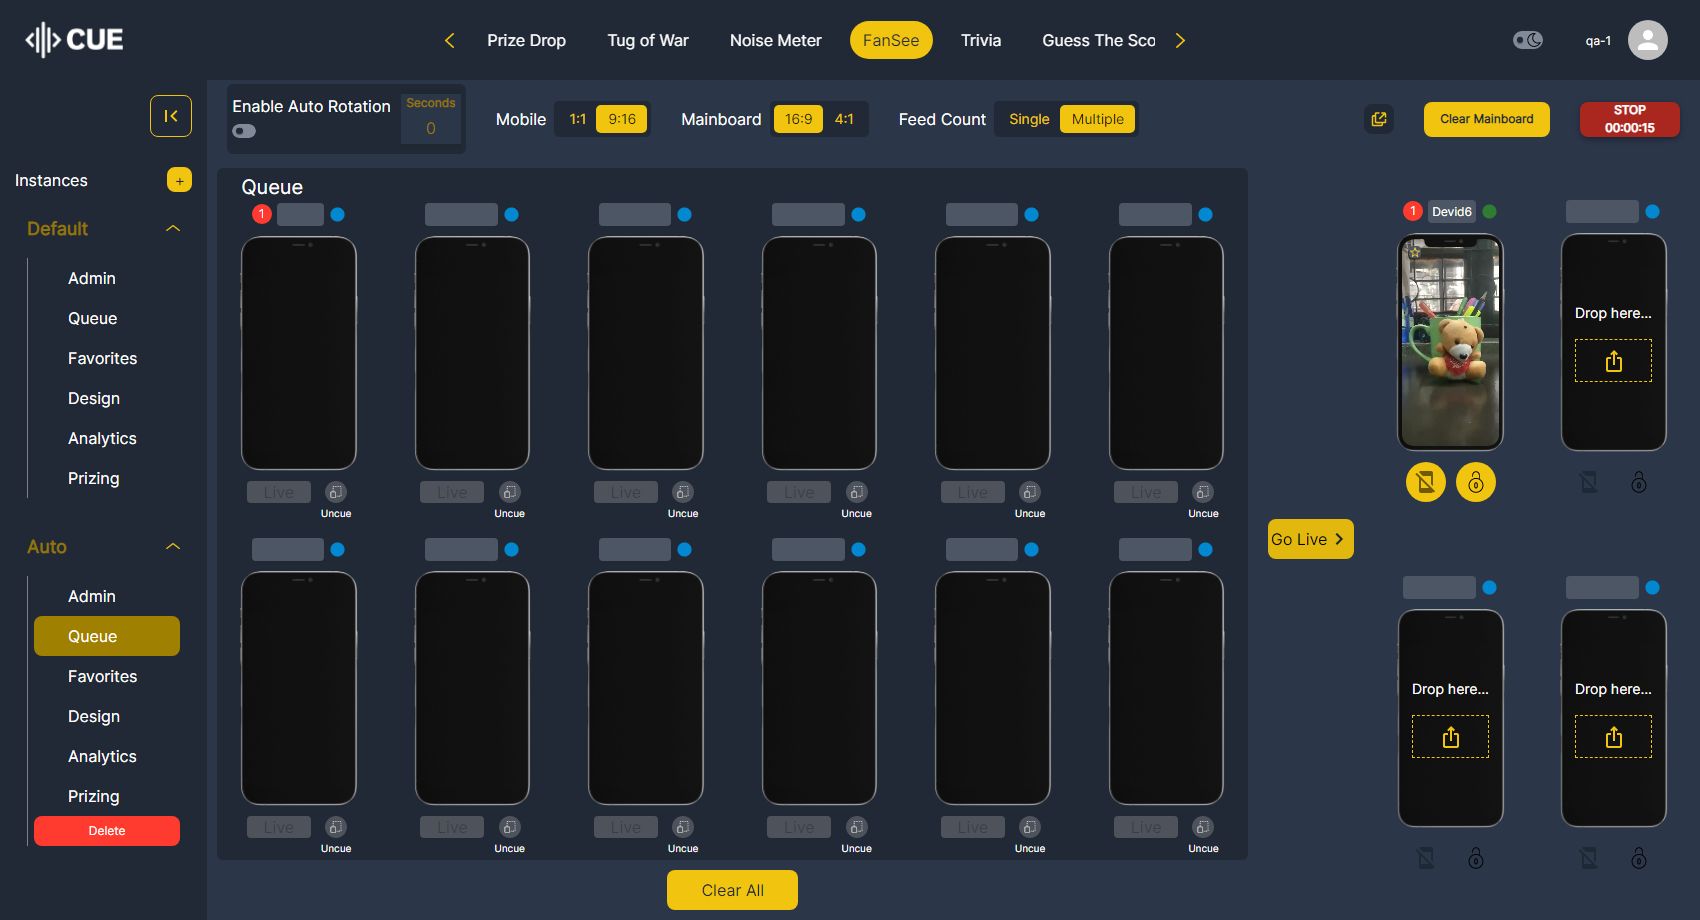 CUE
Prize Drop
Tug of War
Noise Meter
FanSee
Trivia
Guess The Sco
qa-1
Enable Auto Rotation
Seconds
0
Mobile
1:1
9:16
Mainboard
16:9
4:1
Feed Count
Single
Multiple
Clear Mainboard
STOP
00:00:15
Instances
+
Default
Admin
Queue
Favorites
Design
Analytics
Prizing
Auto
Admin
Queue
Favorites
Design
Analytics
Prizing
Delete
Queue
1
Live
Live
Live
Live
Live
Live
Uncue
Uncue
Uncue
Uncue
Uncue
Uncue
Live
Live
Live
Live
Live
Live
Uncue
Uncue
Uncue
Uncue
Uncue
Uncue
Clear All
Go Live
1
Devid6
Drop here...
Drop here...
Drop here...